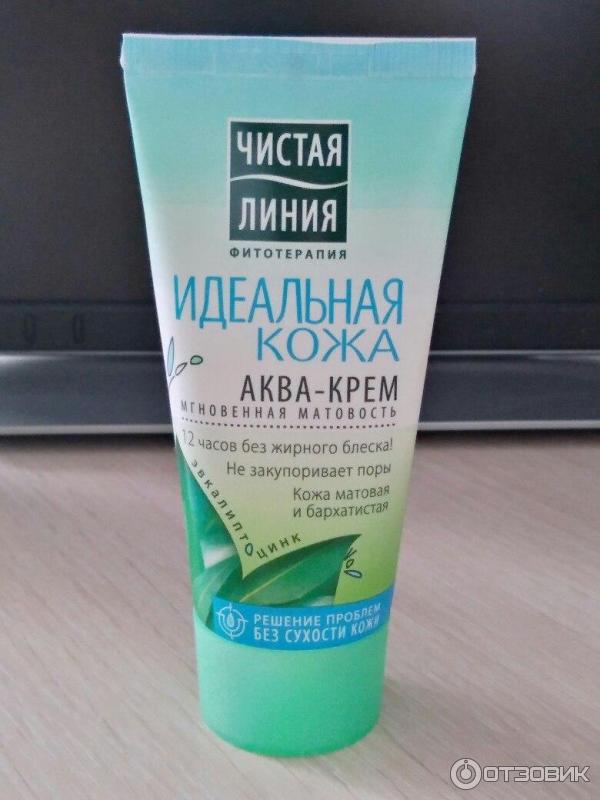 ЧИСТАЯ
ЛИНИЯ
ФИТОТЕРАПИЯ
ИДЕАЛЬНАЯ
КОЖА
АКВА-КРЕМ
МГНОВЕННАЯ МАТОВОСТЬ
12 часов без жирного блеска!
Не закупоривает поры
Кожа матовая
и бархатистая
эвкалипт
цинк
РЕШЕНИЕ ПРОБЛЕМ
БЕЗ СУХОСТИ КОЖИ
ОТЗОВИК